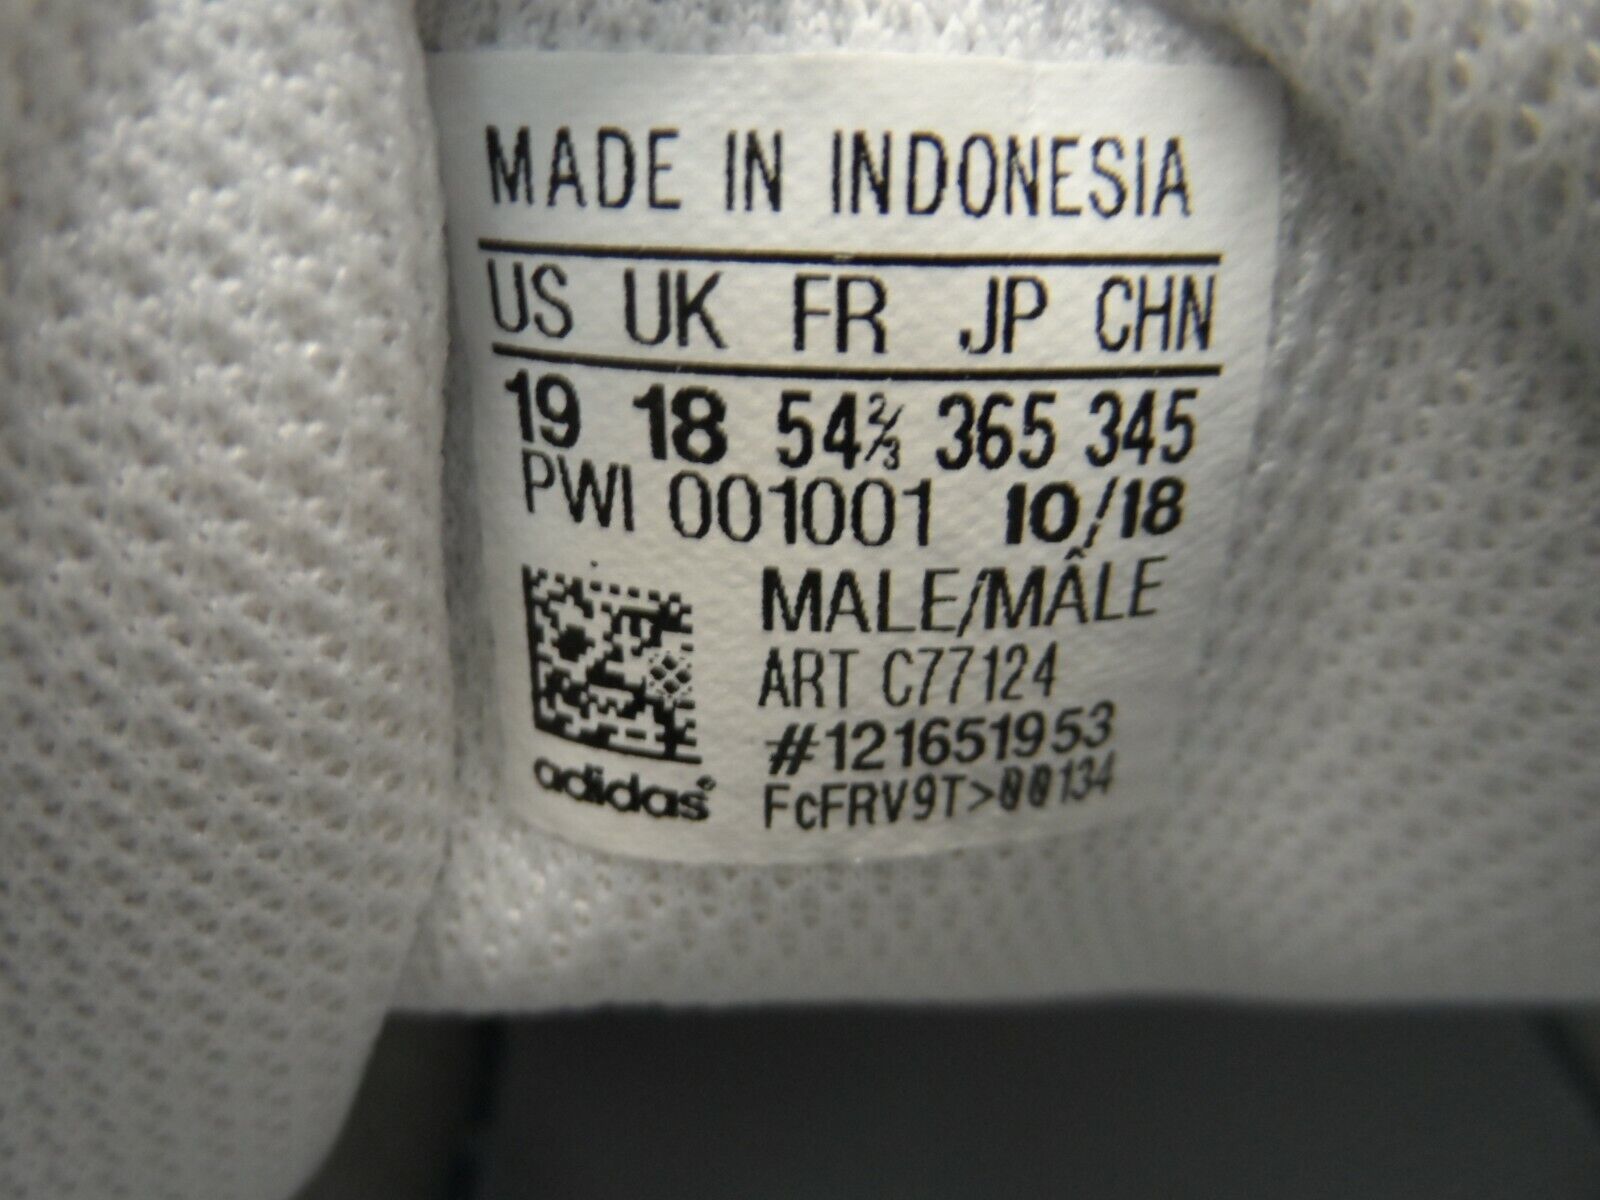 MADE IN INDONESIA
US UK FR JP CHN
19 18 54⅔ 365 345
PWI 001001 10/18
MALE/MÂLE
ART C77124
#121651953
FcFRV9T>00134
adidas®